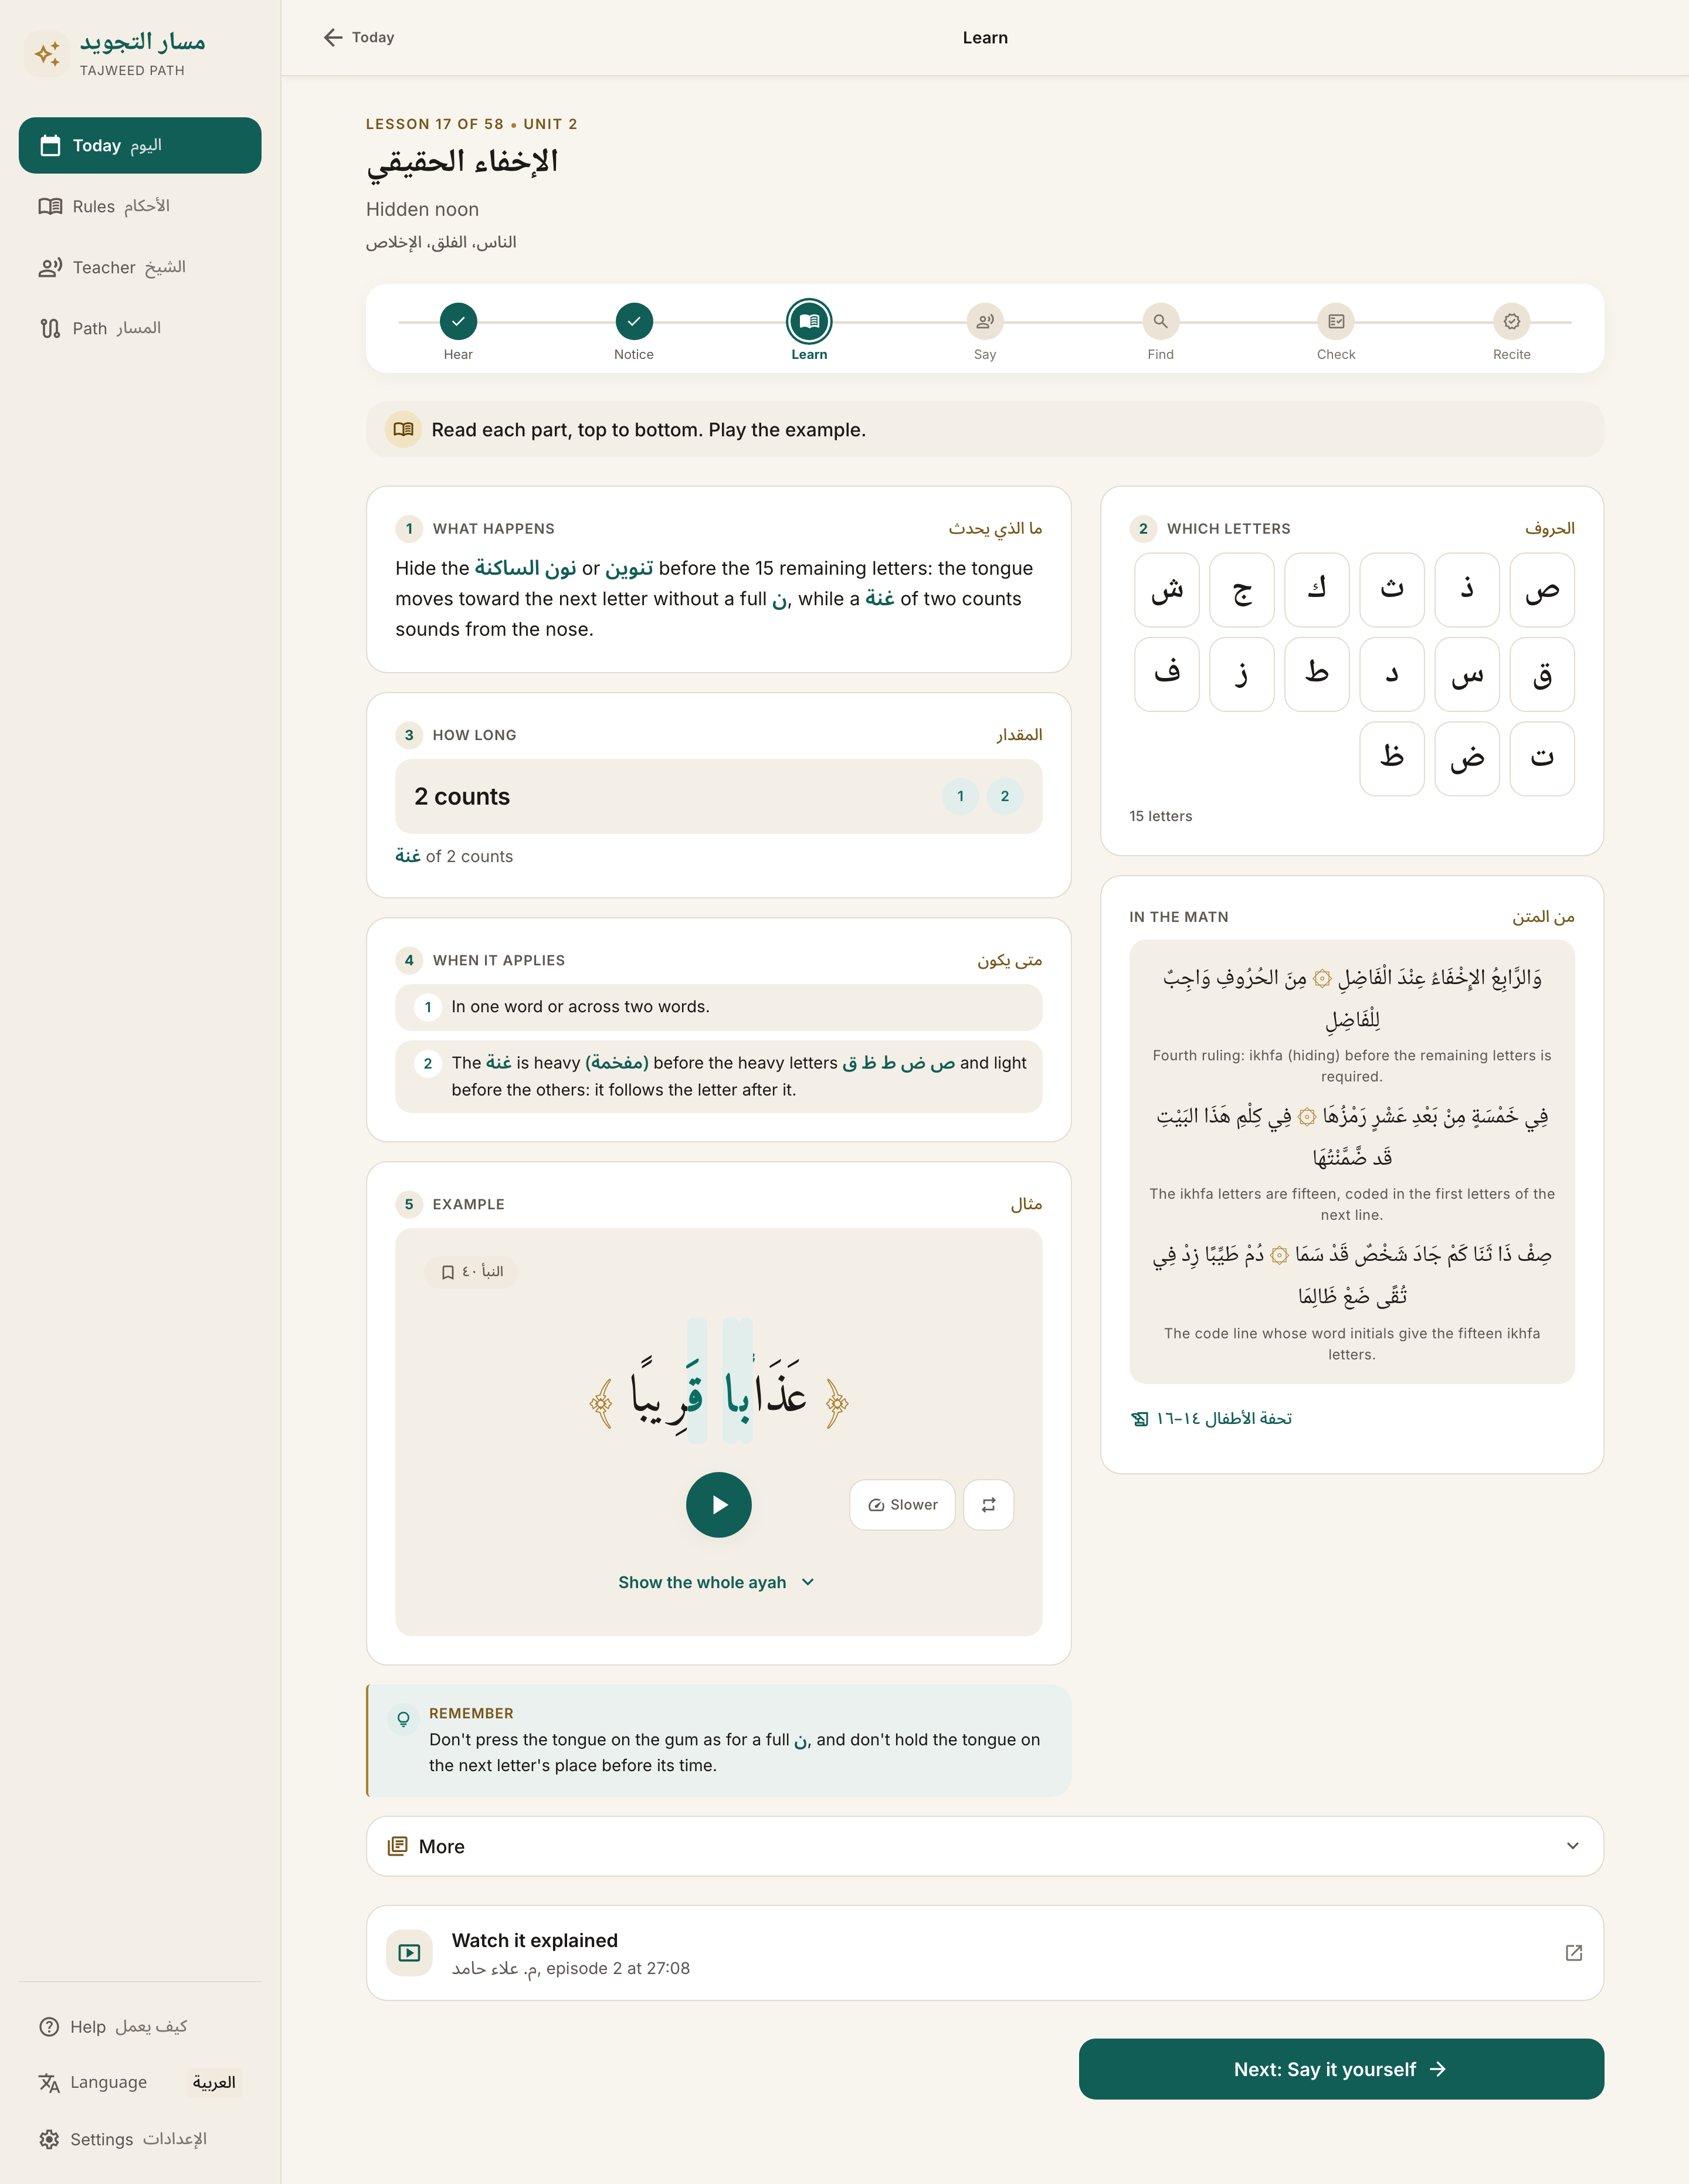 مسار التجويد
TAJWEED PATH
Today اليوم
Rules الأحكام
Teacher الشيخ
Path المسار
Help كيف يعمل
Language العربية
Settings الإعدادات
Today
Learn
LESSON 17 OF 58 • UNIT 2
الإخفاء الحقيقي
Hidden noon
الناس، الفلق، الإخلاص
Hear
Notice
Learn
Say
Find
Check
Recite
Read each part, top to bottom. Play the example.
1 WHAT HAPPENS ما الذي يحدث
Hide the نون الساكنة or تنوين before the 15 remaining letters: the tongue
moves toward the next letter without a full ن, while a غنة of two counts
sounds from the nose.
2 WHICH LETTERS الحروف
ص ذ ث ك ج ش
ق س د ط ز ف
ت ض ظ
15 letters
3 HOW LONG المقدار
2 counts 1 2
غنة of 2 counts
4 WHEN IT APPLIES متى يكون
1 In one word or across two words.
2 The غنة is heavy (مفخمة) before the heavy letters ص ض ط ظ ق and light
before the others: it follows the letter after it.
IN THE MATN من المتن
وَالرَّابِعُ الإِخْفَاءُ عِنْدَ الْفَاضِلِ ۞ مِنَ الحُرُوفِ وَاجِبٌ
لِلْفَاضِلِ
Fourth ruling: ikhfa (hiding) before the remaining letters is
required.
فِي خَمْسَةٍ مِنْ بَعْدِ عَشْرٍ رَمْزُهَا ۞ فِي كِلْمِ هَذَا البَيْتِ
قَد ضَّمَّنْتُهَا
The ikhfa letters are fifteen, coded in the first letters of the
next line.
صِفْ ذَا ثَنَا كَمْ جَادَ شَخْصٌ قَدْ سَمَا ۞ دُمْ طَيِّبًا زِدْ فِي
تُقًى ضَعْ ظَالِمَا
The code line whose word initials give the fifteen ikhfa
letters.
تحفة الأطفال ١٤–١٦
5 EXAMPLE مثال
النبأ ٤٠
﴿ عَذَابًا قَرِيبًا ﴾
Slower
Show the whole ayah
REMEMBER
Don't press the tongue on the gum as for a full ن, and don't hold the tongue on
the next letter's place before its time.
More
Watch it explained
م. علاء حامد, episode 2 at 27:08
Next: Say it yourself